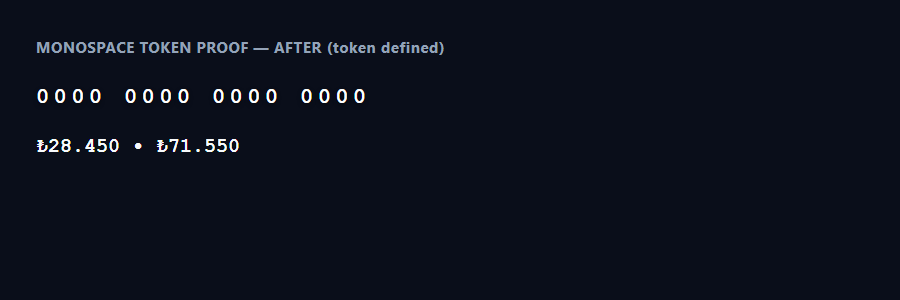 MONOSPACE TOKEN PROOF — AFTER (token defined)
0000 0000 0000 0000
₺28.450 • ₺71.550